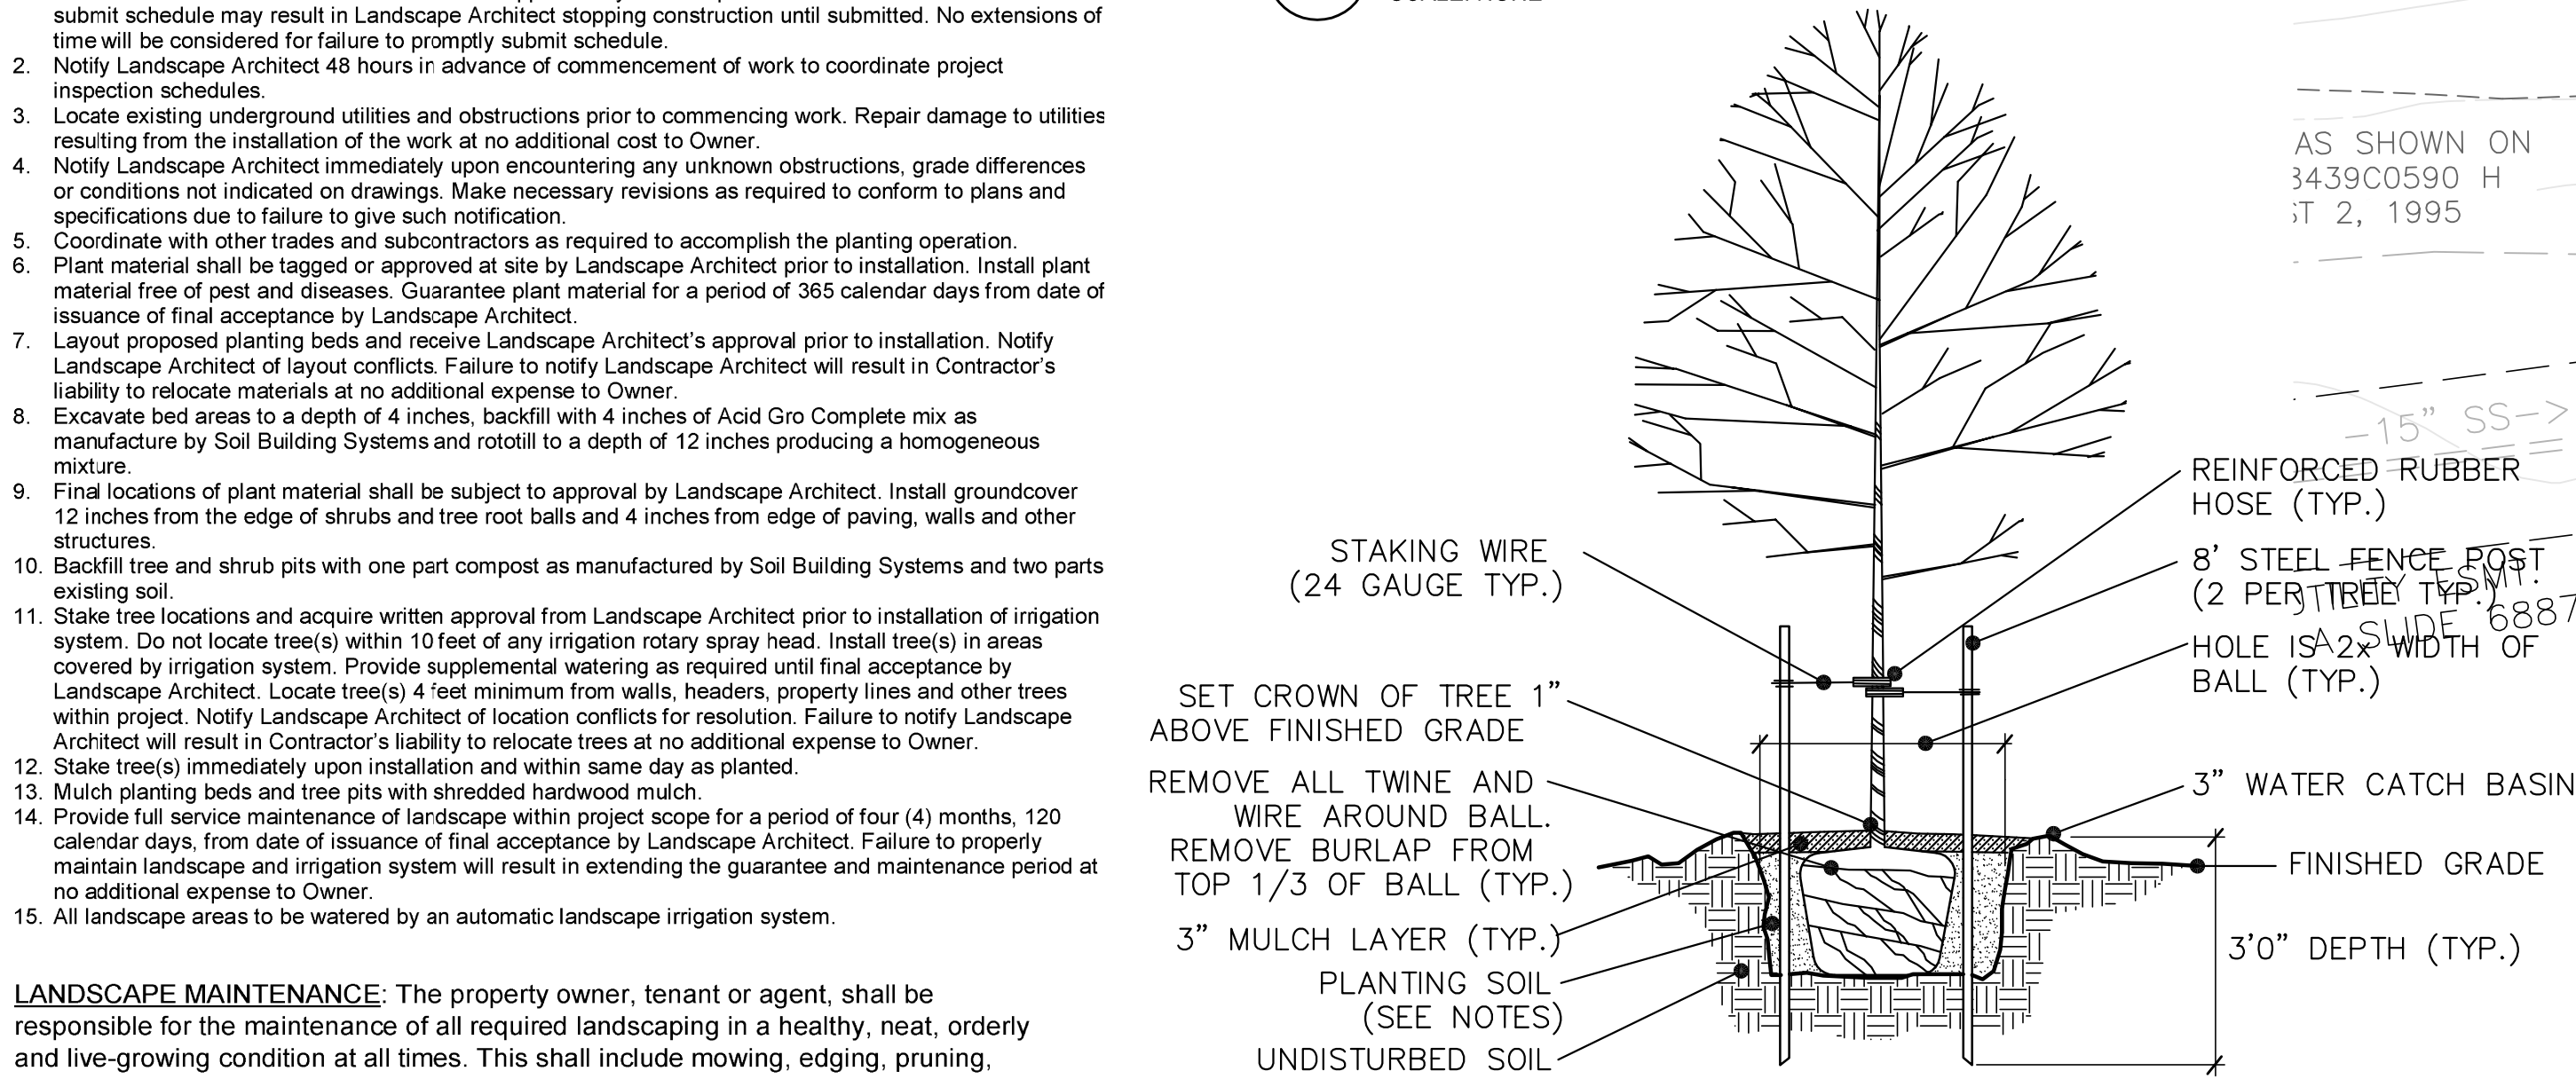 submit schedule may result in Landscape Architect stopping construction until submitted. No extensions of
time will be considered for failure to promptly submit schedule.
2. Notify Landscape Architect 48 hours in advance of commencement of work to coordinate project
inspection schedules.
3. Locate existing underground utilities and obstructions prior to commencing work. Repair damage to utilities
resulting from the installation of the work at no additional cost to Owner.
4. Notify Landscape Architect immediately upon encountering any unknown obstructions, grade differences
or conditions not indicated on drawings. Make necessary revisions as required to conform to plans and
specifications due to failure to give such notification.
5. Coordinate with other trades and subcontractors as required to accomplish the planting operation.
6. Plant material shall be tagged or approved at site by Landscape Architect prior to installation. Install plant
material free of pest and diseases. Guarantee plant material for a period of 365 calendar days from date of
issuance of final acceptance by Landscape Architect.
7. Layout proposed planting beds and receive Landscape Architect's approval prior to installation. Notify
Landscape Architect of layout conflicts. Failure to notify Landscape Architect will result in Contractor's
liability to relocate materials at no additional expense to Owner.
8. Excavate bed areas to a depth of 4 inches, backfill with 4 inches of Acid Gro Complete mix as
manufacture by Soil Building Systems and rototill to a depth of 12 inches producing a homogeneous
mixture.
9. Final locations of plant material shall be subject to approval by Landscape Architect. Install groundcover
12 inches from the edge of shrubs and tree root balls and 4 inches from edge of paving, walls and other
structures.
10. Backfill tree and shrub pits with one part compost as manufactured by Soil Building Systems and two parts
existing soil.
11. Stake tree locations and acquire written approval from Landscape Architect prior to installation of irrigation
system. Do not locate tree(s) within 10 feet of any irrigation rotary spray head. Install tree(s) in areas
covered by irrigation system. Provide supplemental watering as required until final acceptance by
Landscape Architect. Locate tree(s) 4 feet minimum from walls, headers, property lines and other trees
within project. Notify Landscape Architect of location conflicts for resolution. Failure to notify Landscape
Architect will result in Contractor's liability to relocate trees at no additional expense to Owner.
12. Stake tree(s) immediately upon installation and within same day as planted.
13. Mulch planting beds and tree pits with shredded hardwood mulch.
14. Provide full service maintenance of landscape within project scope for a period of four (4) months, 120
calendar days, from date of issuance of final acceptance by Landscape Architect. Failure to properly
maintain landscape and irrigation system will result in extending the guarantee and maintenance period at
no additional expense to Owner.
15. All landscape areas to be watered by an automatic landscape irrigation system.
LANDSCAPE MAINTENANCE: The property owner, tenant or agent, shall be
responsible for the maintenance of all required landscaping in a healthy, neat, orderly
and live-growing condition at all times. This shall include mowing, edging, pruning,
STAKING WIRE
(24 GAUGE TYP.)
SET CROWN OF TREE 1"
ABOVE FINISHED GRADE
REMOVE ALL TWINE AND
WIRE AROUND BALL.
REMOVE BURLAP FROM
TOP 1/3 OF BALL (TYP.)
3" MULCH LAYER (TYP.)
PLANTING SOIL
(SEE NOTES)
UNDISTURBED SOIL
AS SHOWN ON
3439C0590 H
ST 2, 1995
-15" SS->
REINFORCED RUBBER
HOSE (TYP.)
8' STEEL FENCE POST
(2 PER TREE TYP.)
UTILITY ESMT.
A SLIDE 6887
HOLE IS 2x WIDTH OF
BALL (TYP.)
3" WATER CATCH BASIN
FINISHED GRADE
3'0" DEPTH (TYP.)